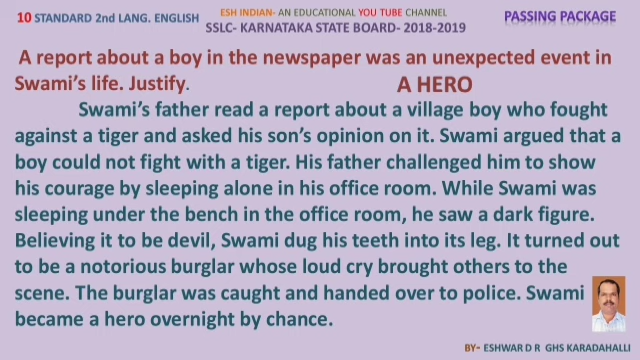 10 STANDARD 2nd LANG. ENGLISH
ESH INDIAN- AN EDUCATIONAL YOU TUBE CHANNEL
SSLC- KARNATAKA STATE BOARD- 2018-2019
PASSING PACKAGE
A report about a boy in the newspaper was an unexpected event in
Swami's life. Justify.
A HERO
Swami's father read a report about a village boy who fought
against a tiger and asked his son's opinion on it. Swami argued that a
boy could not fight with a tiger. His father challenged him to show
his courage by sleeping alone in his office room. While Swami was
sleeping under the bench in the office room, he saw a dark figure.
Believing it to be devil, Swami dug his teeth into its leg. It turned out
to be a notorious burglar whose loud cry brought others to the
scene. The burglar was caught and handed over to police. Swami
became a hero overnight by chance.
BY- ESHWAR D R GHS KARADAHALLI